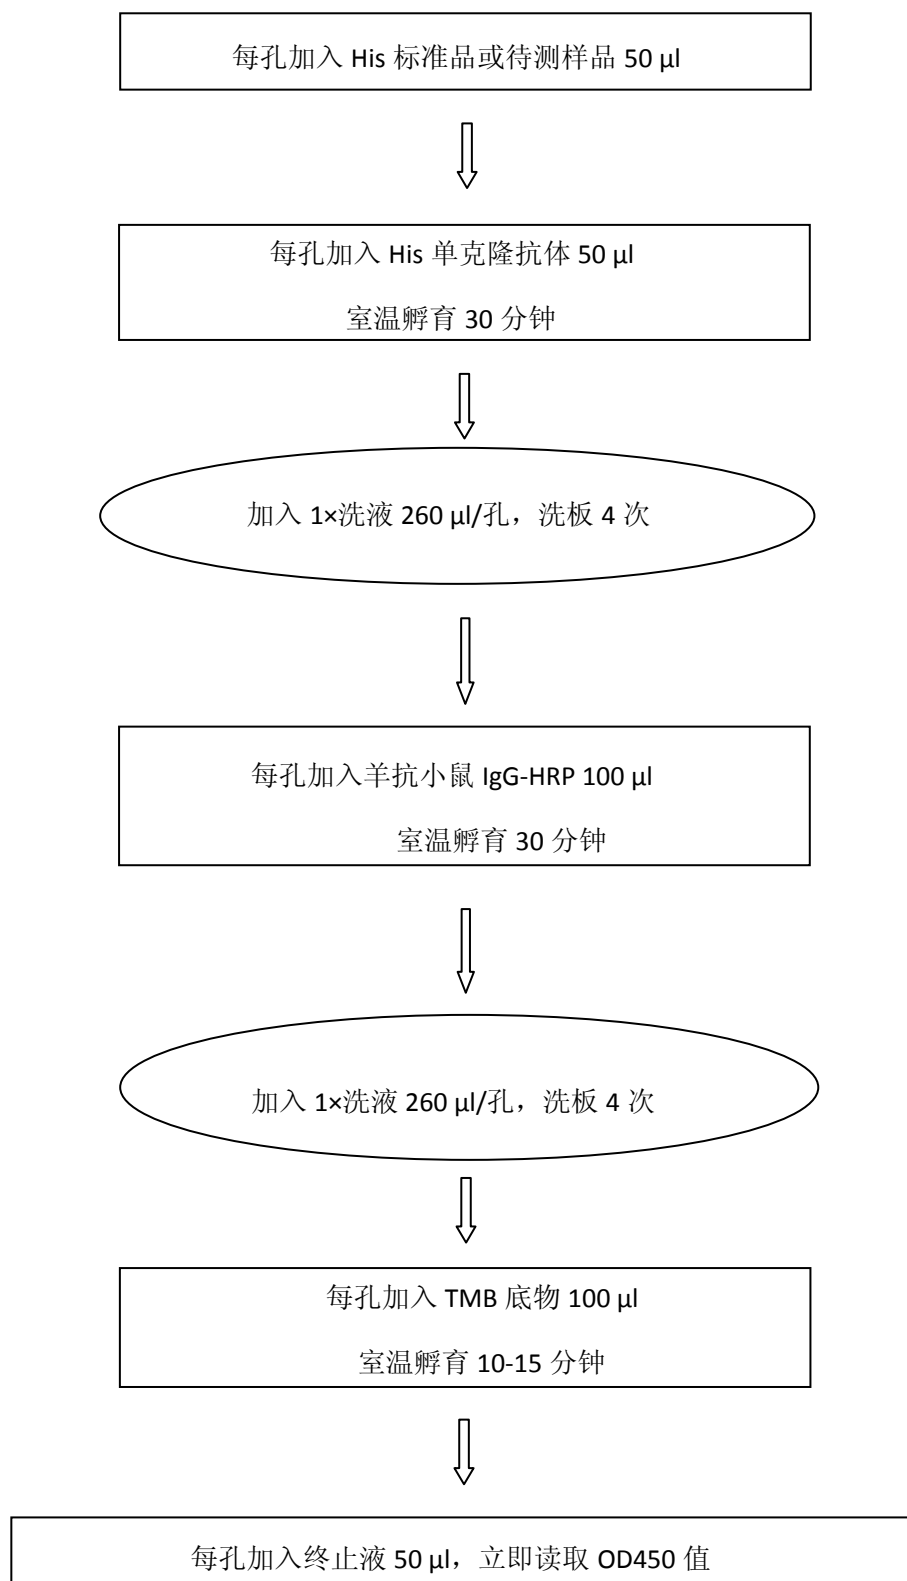 每孔加入 His 标准品或待测样品 50 μl
每孔加入 His 单克隆抗体 50 μl
室温孵育 30 分钟
加入 1×洗液 260 μl/孔，洗板 4 次
每孔加入羊抗小鼠 IgG-HRP 100 μl
室温孵育 30 分钟
加入 1×洗液 260 μl/孔，洗板 4 次
每孔加入 TMB 底物 100 μl
室温孵育 10-15 分钟
每孔加入终止液 50 μl，立即读取 OD450 值